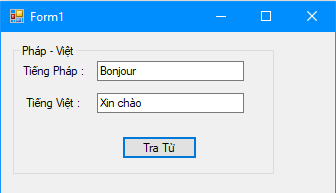 Form1
Pháp - Việt
Tiếng Pháp : Bonjour
Tiếng Việt : Xin chào
Tra Từ